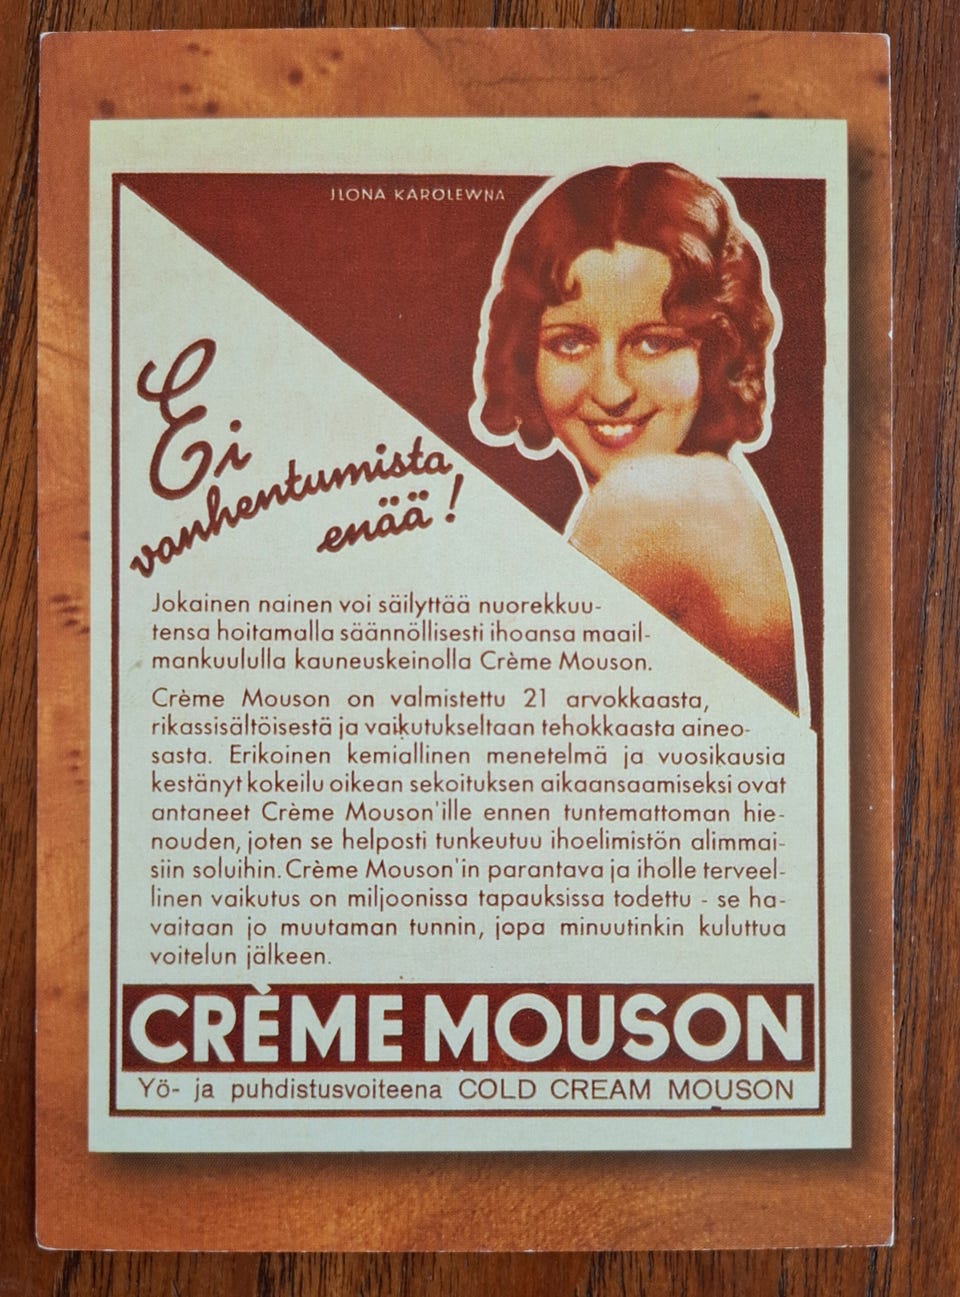 JLONA KAROLEWNA
Ei
vanhentumista
enää!
Jokainen nainen voi säilyttää nuorekkuu-
tensa hoitamalla säännöllisesti ihoansa maail-
mankuululla kauneuskeinolla Crème Mouson.
Crème Mouson on valmistettu 21 arvokkaasta,
rikassisältöisestä ja vaikutukseltaan tehokkaasta aineo-
sasta. Erikoinen kemiallinen menetelmä ja vuosikausia
kestänyt kokeilu oikean sekoituksen aikaansaamiseksi ovat
antaneet Crème Mouson'ille ennen tuntemattoman hie-
nouden, joten se helposti tunkeutuu ihoelimistön alimmai-
siin soluihin. Crème Mouson'in parantava ja iholle terveel-
linen vaikutus on miljoonissa tapauksissa todettu - se ha-
vaitaan jo muutaman tunnin, jopa minuutinkin kuluttua
voitelun jälkeen.
CRÈME MOUSON
Yö- ja puhdistusvoiteena COLD CREAM MOUSON